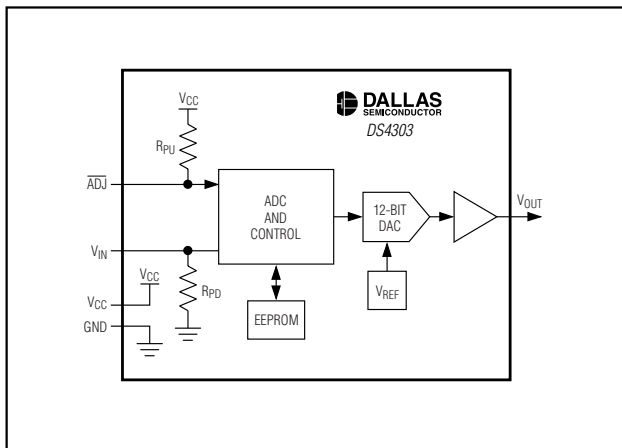 DALLAS
SEMICONDUCTOR
DS4303
VCC
RPU
ADJ
ADC
AND
CONTROL
12-BIT
DAC
VOUT
VIN
VCC
RPD
VCC
GND
EEPROM
VREF